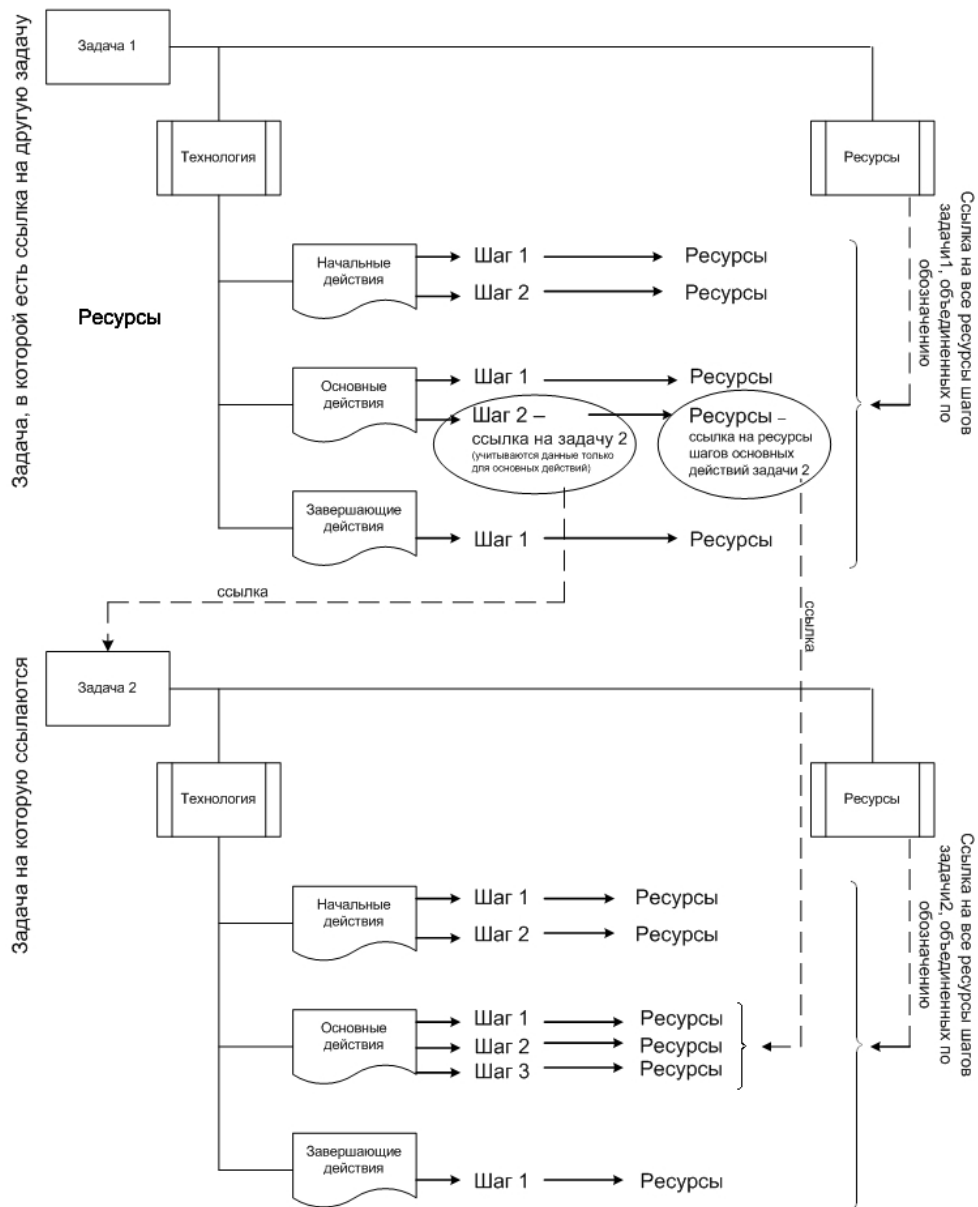 Задача, в которой есть ссылка на другую задачу
Задача 1
Технология
Ресурсы
Ссылка на все ресурсы шагов
задачи1, объединенных по
обозначению
Ресурсы
Начальные
действия
Шаг 1
Ресурсы
Шаг 2
Ресурсы
Основные
действия
Шаг 1
Ресурсы
Шаг 2 –
ссылка на задачу 2
(учитываются данные только
для основных действий)
Ресурсы –
ссылка на ресурсы
шагов основных
действий задачи 2
Завершающие
действия
Шаг 1
Ресурсы
ссылка
ссылка
Задача на которую ссылаются
Задача 2
Технология
Ресурсы
Ссылка на все ресурсы шагов
задачи2, объединенных по
обозначению
Начальные
действия
Шаг 1
Ресурсы
Шаг 2
Ресурсы
Основные
действия
Шаг 1
Ресурсы
Шаг 2
Ресурсы
Шаг 3
Ресурсы
Завершающие
действия
Шаг 1
Ресурсы